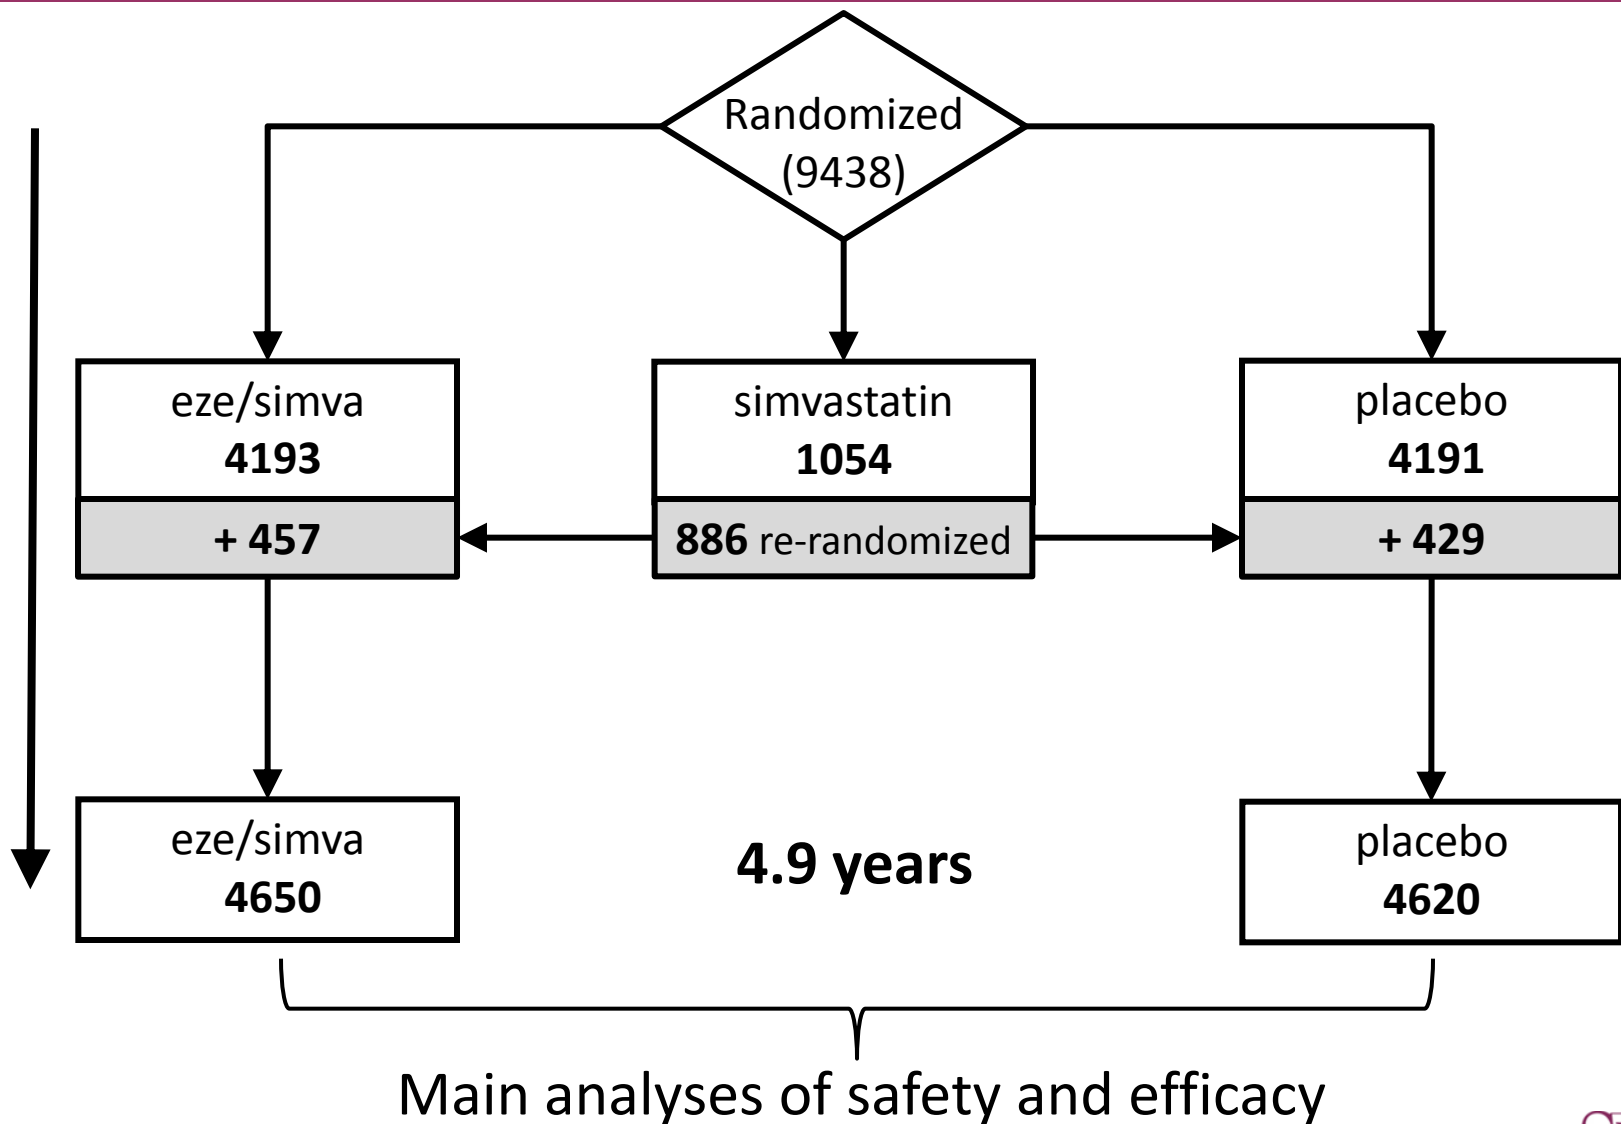 Randomized
(9438)
eze/simva
4193
simvastatin
1054
placebo
4191
+ 457
886 re-randomized
+ 429
eze/simva
4650
4.9 years
placebo
4620
Main analyses of safety and efficacy